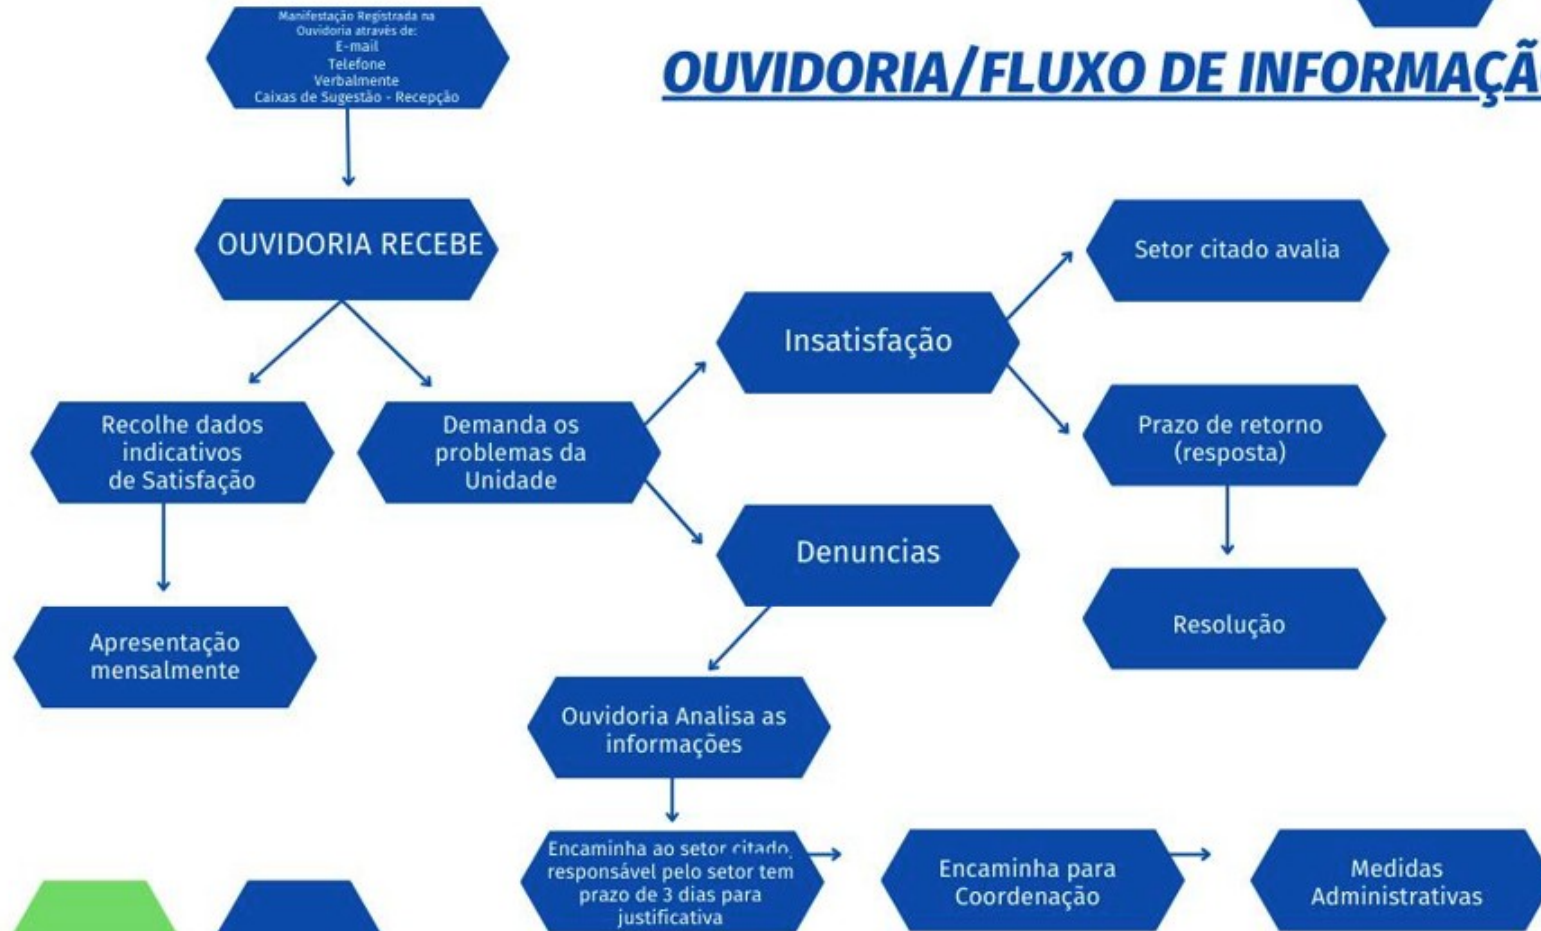 Manifestação Registrada na
Ouvidoria através de:
E-mail
Telefone
Verbalmente
Caixas de Sugestão - Recepção
OUVIDORIA/FLUXO DE INFORMAÇÃ
OUVIDORIA RECEBE
Setor citado avalia
Insatisfação
Recolhe dados
indicativos
de Satisfação
Demanda os
problemas da
Unidade
Prazo de retorno
(resposta)
Denuncias
Resolução
Apresentação
mensalmente
Ouvidoria Analisa as
informações
Encaminha ao setor citado,
responsável pelo setor tem
prazo de 3 dias para
justificativa
Encaminha para
Coordenação
Medidas
Administrativas